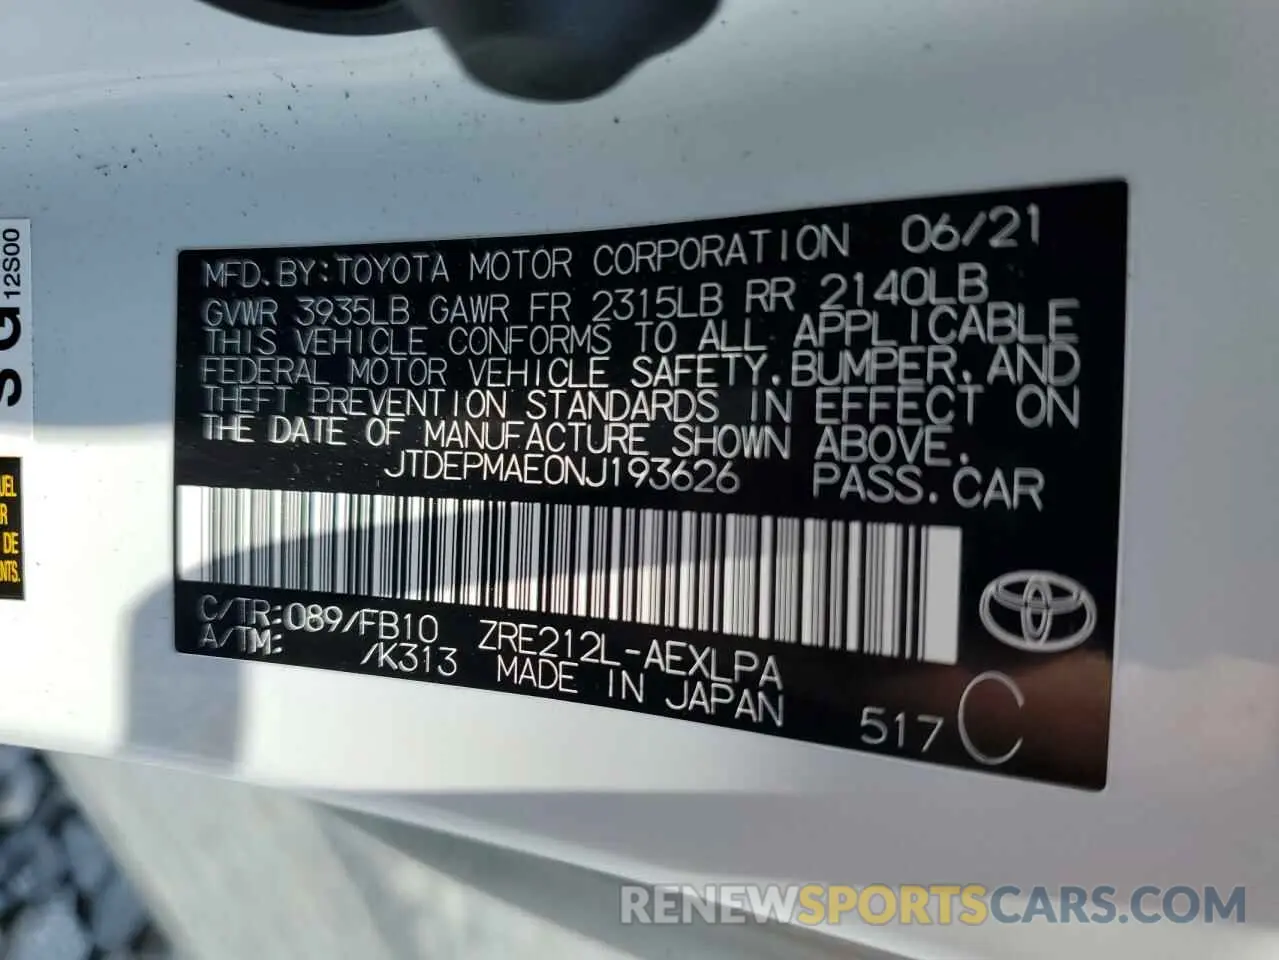 MFD. BY: TOYOTA MOTOR CORPORATION 06/21
GVWR 3935LB GAWR FR 2315LB RR 2140LB
THIS VEHICLE CONFORMS TO ALL APPLICABLE
FEDERAL MOTOR VEHICLE SAFETY, BUMPER, AND
THEFT PREVENTION STANDARDS IN EFFECT ON
THE DATE OF MANUFACTURE SHOWN ABOVE.
JTDEPMAE0NJ193626 PASS. CAR
C/TR: 089/FB10 ZRE212L-AEXLPA
A/TM: /K313 MADE IN JAPAN
517 C
12S00
DE
RENEWSPORTSCARS.COM